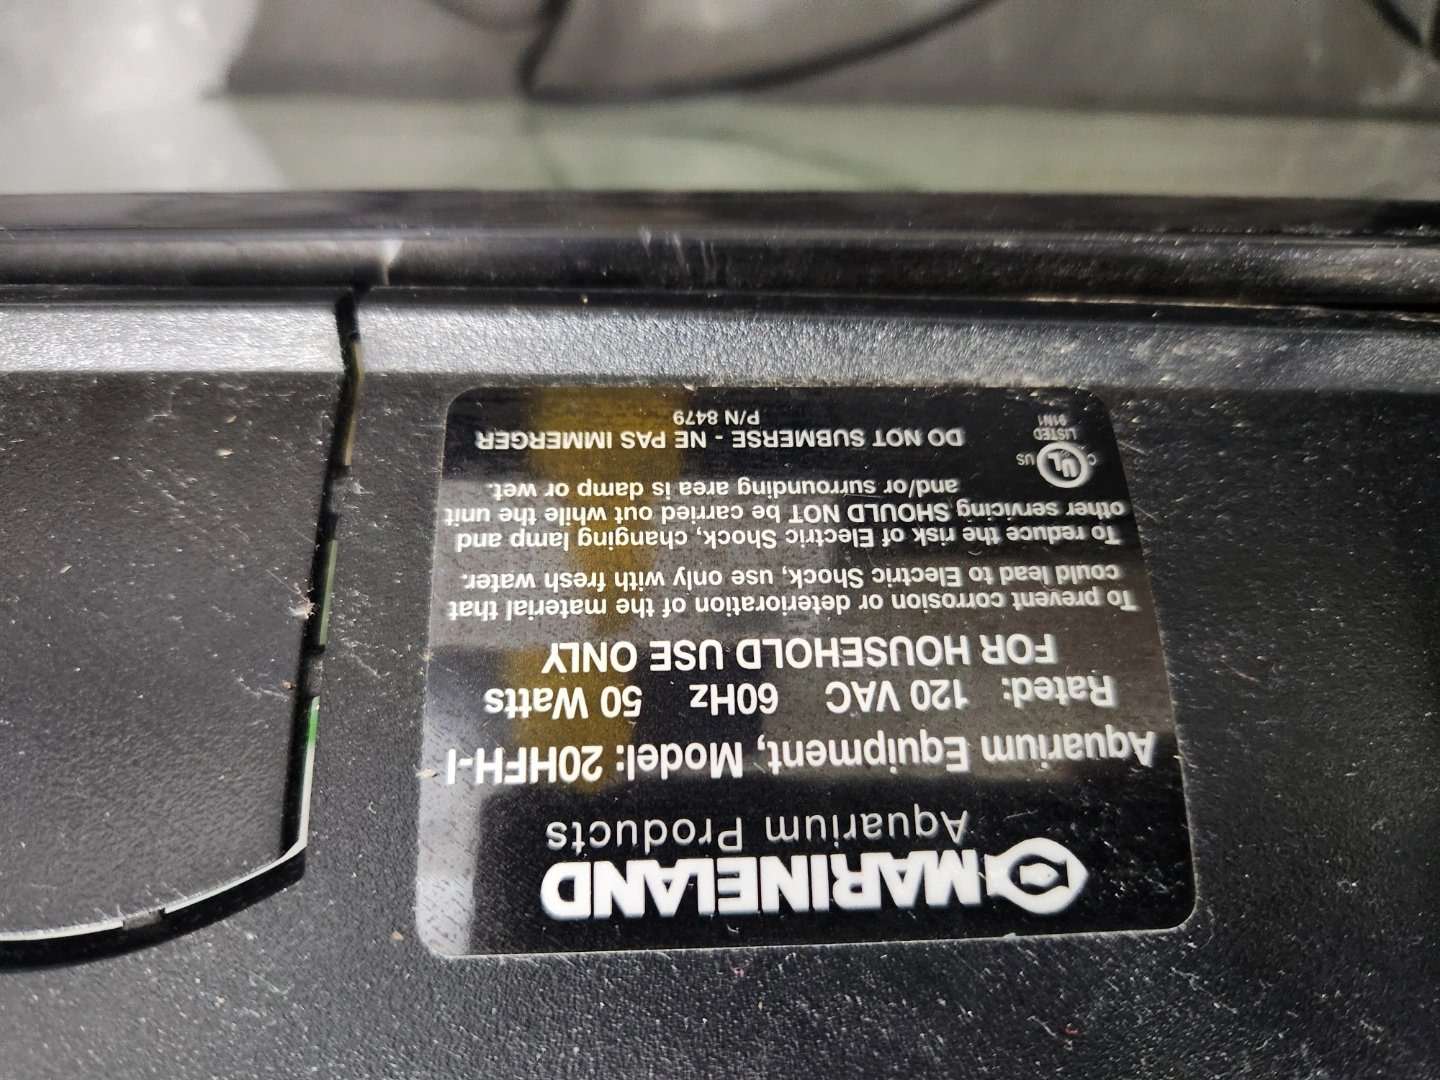 MARINELAND
Aquarium Products
Aquarium Equipment, Model: 20HFH-I
Rated: 120 VAC 60Hz 50 Watts
FOR HOUSEHOLD USE ONLY
To prevent corrosion or deterioration of the material that
could lead to Electric Shock, use only with fresh water.
To reduce the risk of Electric Shock, changing lamp and
other servicing SHOULD NOT be carried out while the unit
and/or surrounding area is damp or wet.
C UL US
LISTED
91N1
DO NOT SUBMERSE - NE PAS IMMERGER
P/N 8479